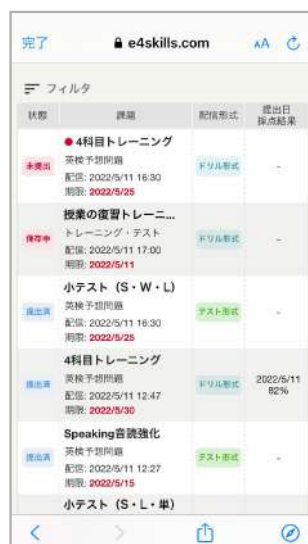 完了 e4skills.com AA
フィルタ
状態 課題 配信形式 提出日
採点結果
● 4科目トレーニング
英検予想問題
未提出 配信: 2022/5/11 16:30 ドリル形式 -
期限: 2022/5/25
授業の復習トレーニ...
トレーニング・テスト
保存中 配信: 2022/5/11 17:00 ドリル形式 -
期限: 2022/5/11
小テスト（S・W・L）
英検予想問題
提出済 配信: 2022/5/11 16:30 テスト形式 -
期限: 2022/5/25
4科目トレーニング
英検予想問題
提出済 配信: 2022/5/11 12:47 ドリル形式 2022/5/11
82%
期限: 2022/5/30
Speaking音読強化
英検予想問題
提出済 配信: 2022/5/11 12:27 テスト形式 -
期限: 2022/5/15
小テスト（S・L・単）